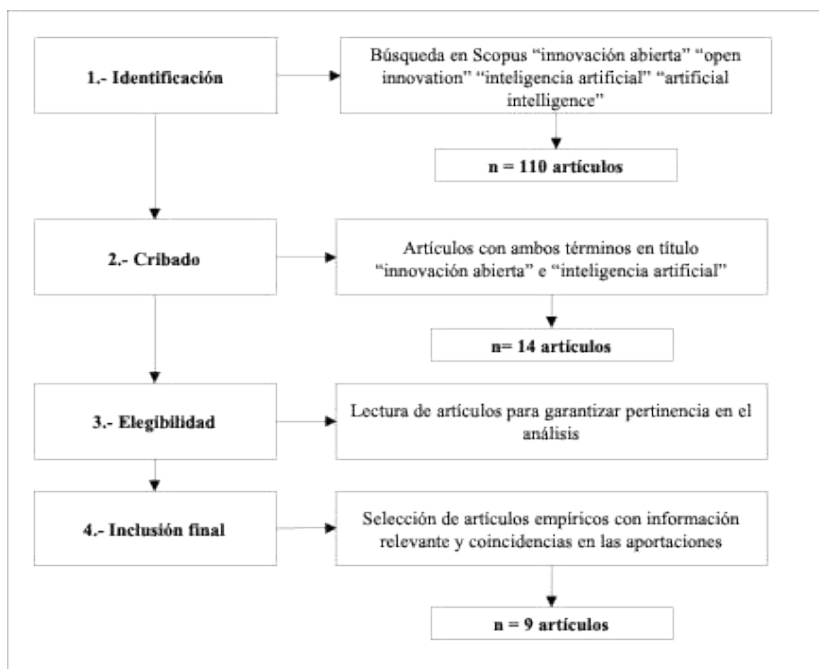 1.- Identificación
Búsqueda en Scopus “innovación abierta” “open
innovation” “inteligencia artificial” “artificial
intelligence”
n = 110 artículos
2.- Cribado
Artículos con ambos términos en título
“innovación abierta” e “inteligencia artificial”
n= 14 artículos
3.- Elegibilidad
Lectura de artículos para garantizar pertinencia en el
análisis
4.- Inclusión final
Selección de artículos empíricos con información
relevante y coincidencias en las aportaciones
n = 9 artículos